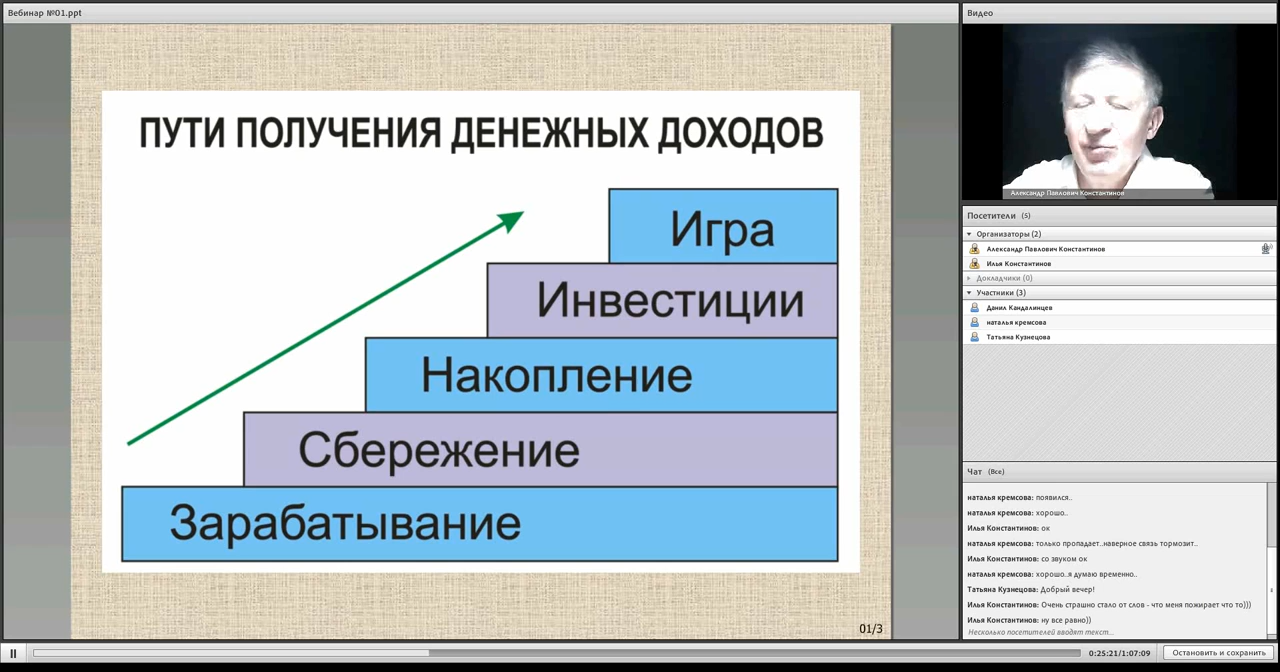 Вебинар №01.ppt
ПУТИ ПОЛУЧЕНИЯ ДЕНЕЖНЫХ ДОХОДОВ
Игра
Инвестиции
Накопление
Сбережение
Зарабатывание
01/3
Видео
Александр Павлович Константинов
Посетители (5)
Организаторы (2)
Александр Павлович Константинов
Илья Константинов
Докладчики (0)
Участники (3)
Данил Кандалинцев
наталья кремсова
Татьяна Кузнецова
Чат (Все)
наталья кремсова: появился..
наталья кремсова: хорошо..
Илья Константинов: ок
наталья кремсова: только пропадает..наверное связь тормозит..
Илья Константинов: со звуком ок
наталья кремсова: хорошо..я думаю временно..
Татьяна Кузнецова: Добрый вечер!
Илья Константинов: Очень страшно стало от слов - что меня пожирает что то)))
Илья Константинов: ну все равно))
Несколько посетителей вводят текст...
0:25:21/1:07:09
Остановить и сохранить